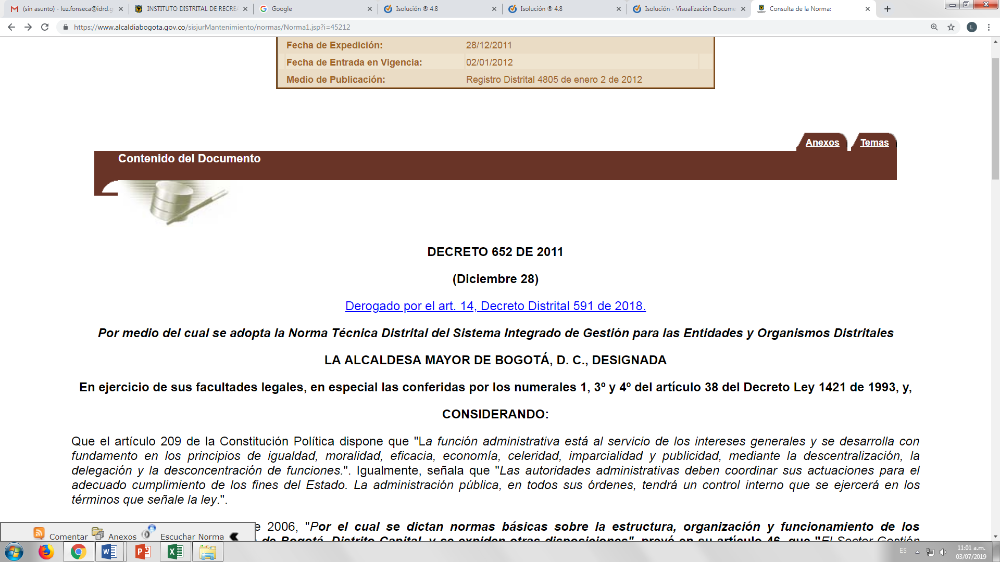 (sin asunto) - luz.fonseca@idrd.g
INSTITUTO DISTRITAL DE RECREA
Google
Isolución ® 4.8
Isolución ® 4.8
Isolución - Visualización Docume
Consulta de la Norma:
https://www.alcaldiabogota.gov.co/sisjurMantenimiento/normas/Norma1.jsp?i=45212
L
Fecha de Expedición: 28/12/2011
Fecha de Entrada en Vigencia: 02/01/2012
Medio de Publicación: Registro Distrital 4805 de enero 2 de 2012
Anexos Temas
Contenido del Documento
DECRETO 652 DE 2011
(Diciembre 28)
Derogado por el art. 14, Decreto Distrital 591 de 2018.
Por medio del cual se adopta la Norma Técnica Distrital del Sistema Integrado de Gestión para las Entidades y Organismos Distritales
LA ALCALDESA MAYOR DE BOGOTÁ, D. C., DESIGNADA
En ejercicio de sus facultades legales, en especial las conferidas por los numerales 1, 3º y 4º del artículo 38 del Decreto Ley 1421 de 1993, y,
CONSIDERANDO:
Que el artículo 209 de la Constitución Política dispone que "La función administrativa está al servicio de los intereses generales y se desarrolla con
fundamento en los principios de igualdad, moralidad, eficacia, economía, celeridad, imparcialidad y publicidad, mediante la descentralización, la
delegación y la desconcentración de funciones.". Igualmente, señala que "Las autoridades administrativas deben coordinar sus actuaciones para el
adecuado cumplimiento de los fines del Estado. La administración pública, en todos sus órdenes, tendrá un control interno que se ejercerá en los
términos que señale la ley.".
e 2006, "Por el cual se dictan normas básicas sobre la estructura, organización y funcionamiento de los
de Bogotá, Distrito Capital, y se expiden otras disposiciones", prevé en su artículo 46, que "El Sector Gestión
Comentar Anexos Escuchar Norma
ES
11:01 a.m.
03/07/2019